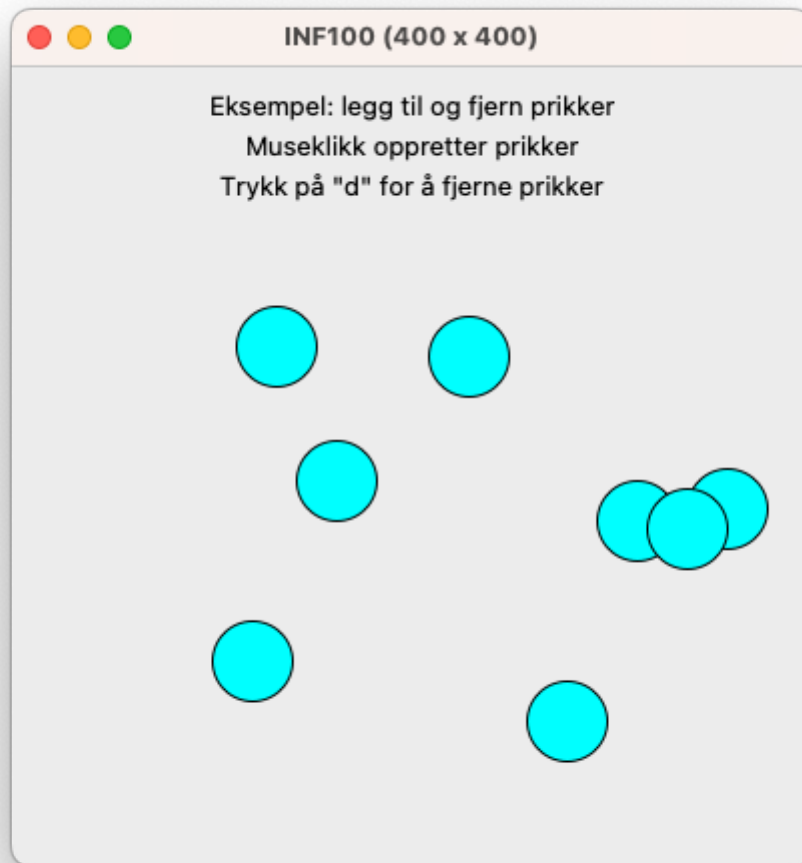 INF100 (400 x 400)
Eksempel: legg til og fjern prikker
Museklikk oppretter prikker
Trykk på "d" for å fjerne prikker